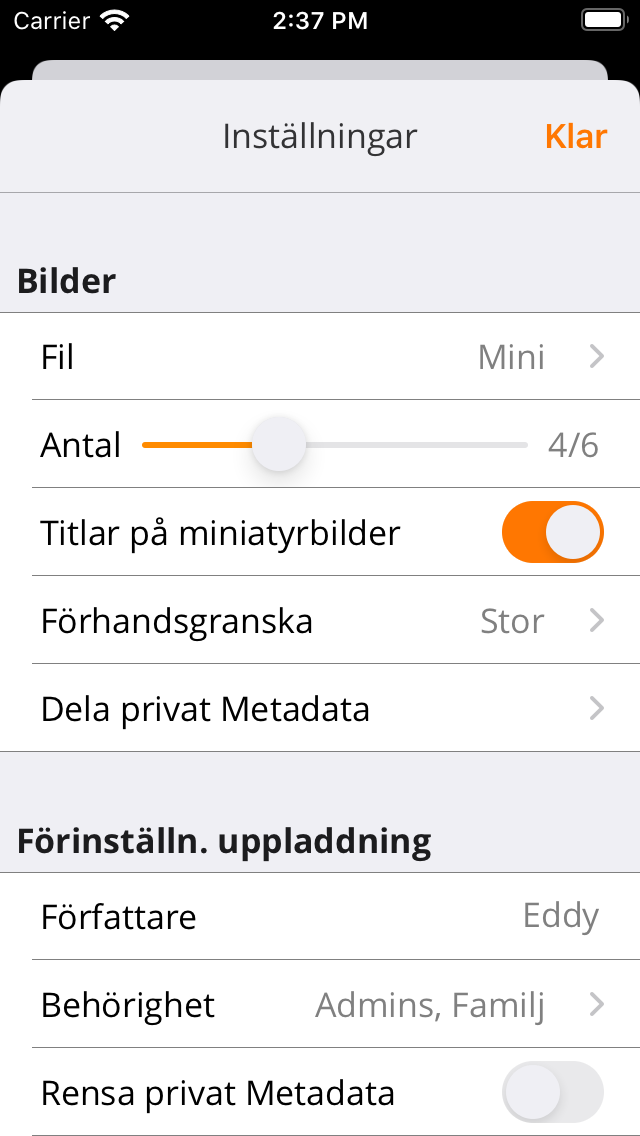 Carrier 2:37 PM
Inställningar Klar
Bilder
Fil Mini
Antal 4/6
Titlar på miniatyrbilder
Förhandsgranska Stor
Dela privat Metadata
Förinställn. uppladdning
Författare Eddy
Behörighet Admins, Familj
Rensa privat Metadata